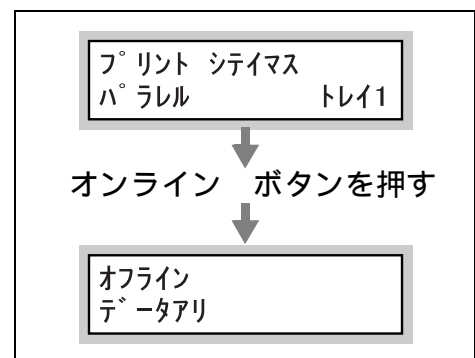 プリント シテイマス
パラレル トレイ1
オンライン ボタンを押す
オフライン
データアリ